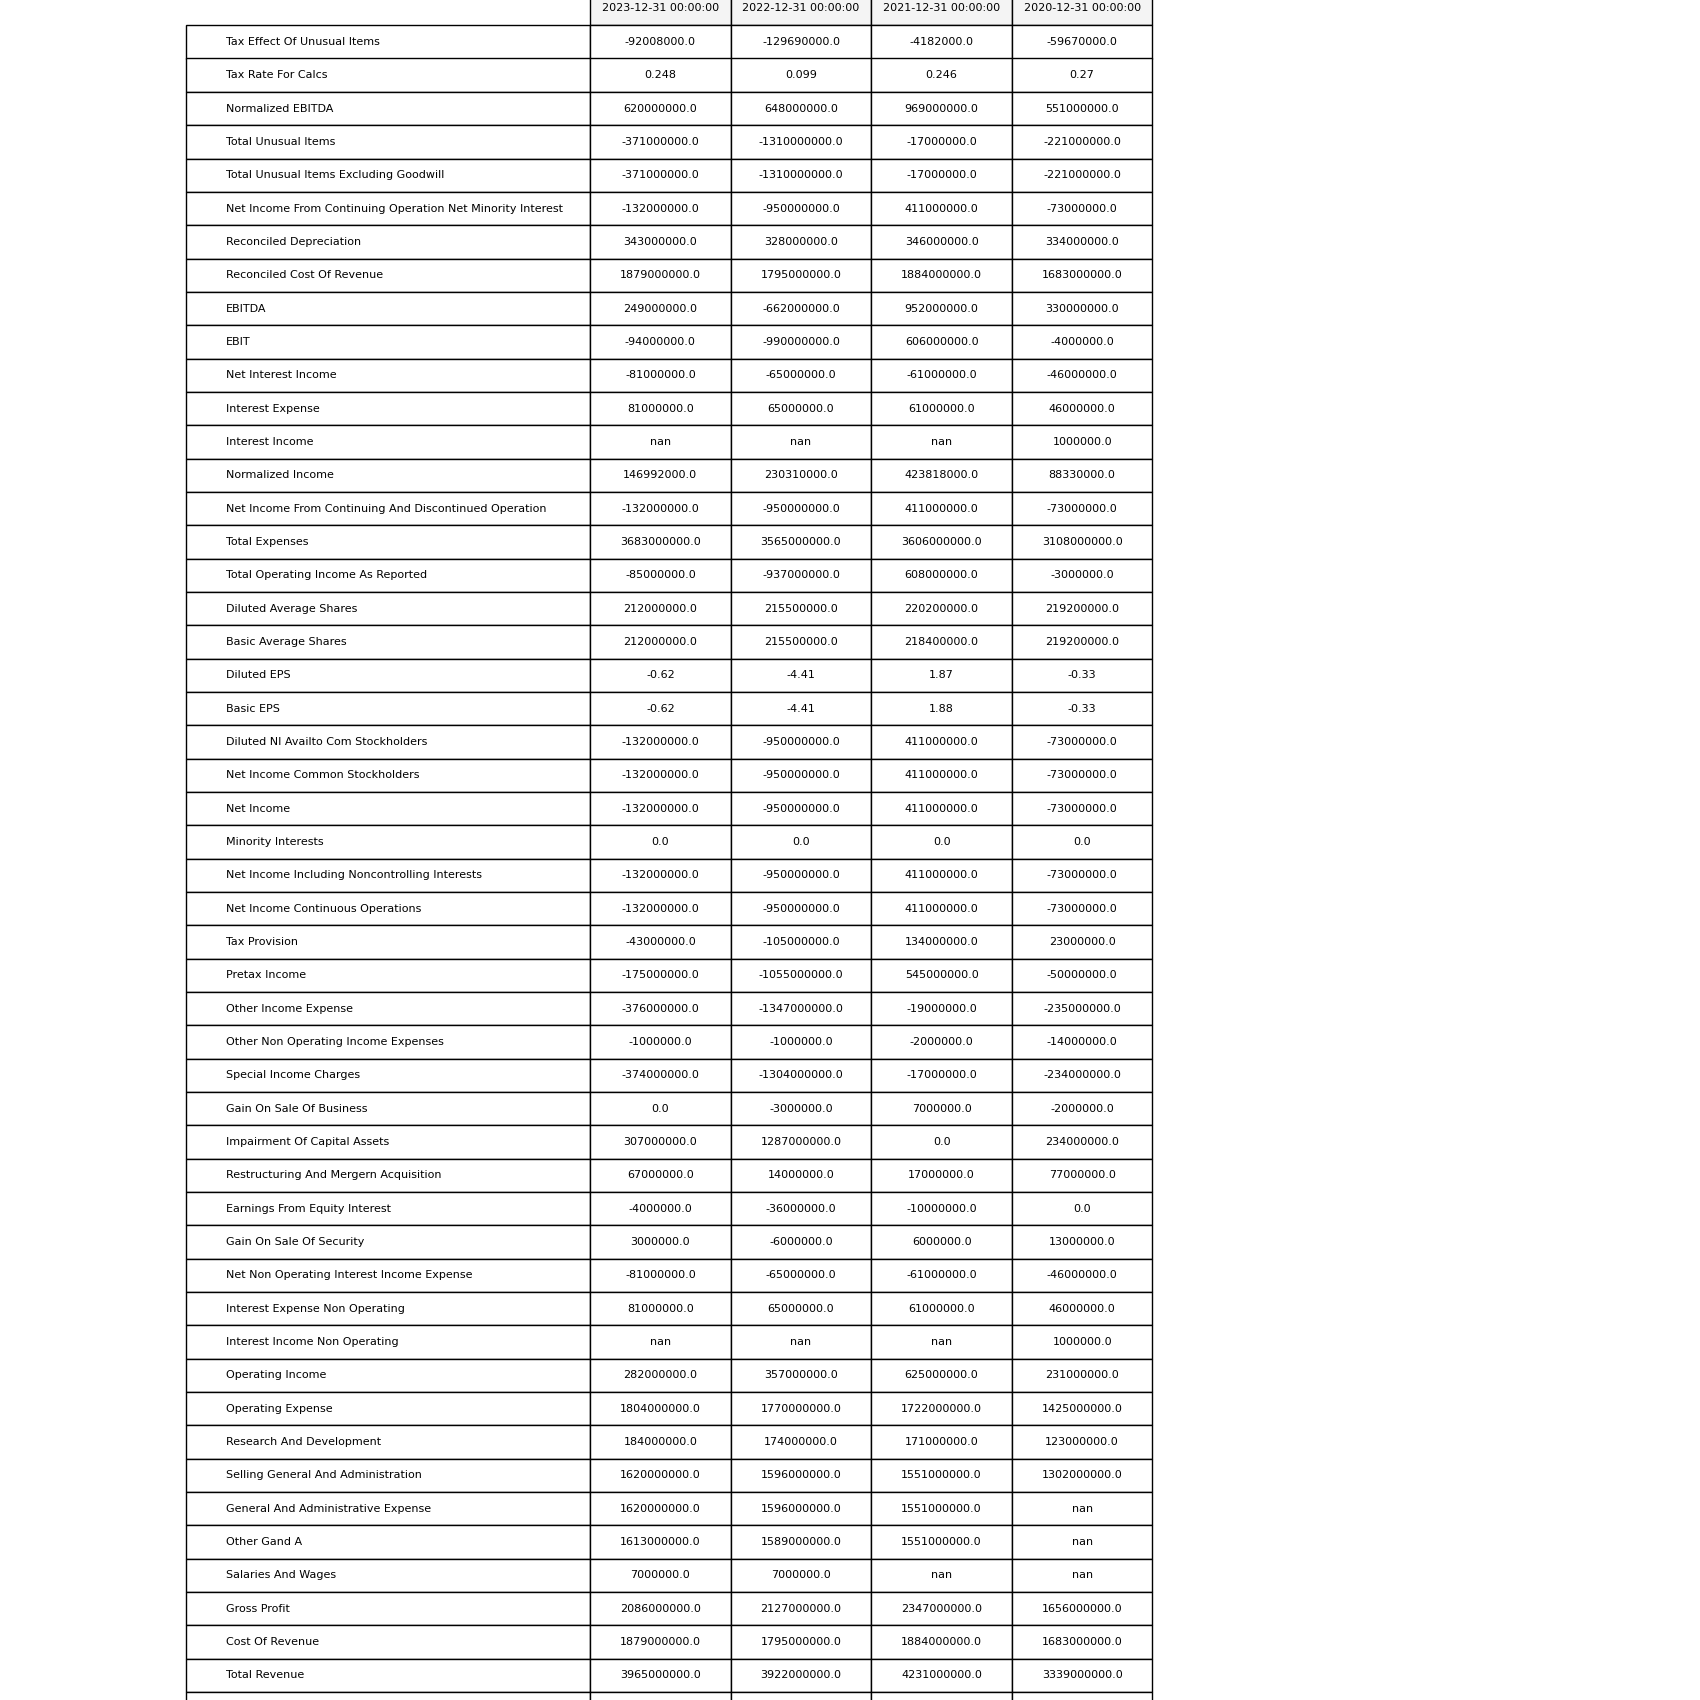 2023-12-31 00:00:00 2022-12-31 00:00:00 2021-12-31 00:00:00 2020-12-31 00:00:00
Tax Effect Of Unusual Items -92008000.0 -129690000.0 -4182000.0 -59670000.0
Tax Rate For Calcs 0.248 0.099 0.246 0.27
Normalized EBITDA 620000000.0 648000000.0 969000000.0 551000000.0
Total Unusual Items -371000000.0 -1310000000.0 -17000000.0 -221000000.0
Total Unusual Items Excluding Goodwill -371000000.0 -1310000000.0 -17000000.0 -221000000.0
Net Income From Continuing Operation Net Minority Interest -132000000.0 -950000000.0 411000000.0 -73000000.0
Reconciled Depreciation 343000000.0 328000000.0 346000000.0 334000000.0
Reconciled Cost Of Revenue 1879000000.0 1795000000.0 1884000000.0 1683000000.0
EBITDA 249000000.0 -662000000.0 952000000.0 330000000.0
EBIT -94000000.0 -990000000.0 606000000.0 -4000000.0
Net Interest Income -81000000.0 -65000000.0 -61000000.0 -46000000.0
Interest Expense 81000000.0 65000000.0 61000000.0 46000000.0
Interest Income nan nan nan 1000000.0
Normalized Income 146992000.0 230310000.0 423818000.0 88330000.0
Net Income From Continuing And Discontinued Operation -132000000.0 -950000000.0 411000000.0 -73000000.0
Total Expenses 3683000000.0 3565000000.0 3606000000.0 3108000000.0
Total Operating Income As Reported -85000000.0 -937000000.0 608000000.0 -3000000.0
Diluted Average Shares 212000000.0 215500000.0 220200000.0 219200000.0
Basic Average Shares 212000000.0 215500000.0 218400000.0 219200000.0
Diluted EPS -0.62 -4.41 1.87 -0.33
Basic EPS -0.62 -4.41 1.88 -0.33
Diluted NI Availto Com Stockholders -132000000.0 -950000000.0 411000000.0 -73000000.0
Net Income Common Stockholders -132000000.0 -950000000.0 411000000.0 -73000000.0
Net Income -132000000.0 -950000000.0 411000000.0 -73000000.0
Minority Interests 0.0 0.0 0.0 0.0
Net Income Including Noncontrolling Interests -132000000.0 -950000000.0 411000000.0 -73000000.0
Net Income Continuous Operations -132000000.0 -950000000.0 411000000.0 -73000000.0
Tax Provision -43000000.0 -105000000.0 134000000.0 23000000.0
Pretax Income -175000000.0 -1055000000.0 545000000.0 -50000000.0
Other Income Expense -376000000.0 -1347000000.0 -19000000.0 -235000000.0
Other Non Operating Income Expenses -1000000.0 -1000000.0 -2000000.0 -14000000.0
Special Income Charges -374000000.0 -1304000000.0 -17000000.0 -234000000.0
Gain On Sale Of Business 0.0 -3000000.0 7000000.0 -2000000.0
Impairment Of Capital Assets 307000000.0 1287000000.0 0.0 234000000.0
Restructuring And Mergern Acquisition 67000000.0 14000000.0 17000000.0 77000000.0
Earnings From Equity Interest -4000000.0 -36000000.0 -10000000.0 0.0
Gain On Sale Of Security 3000000.0 -6000000.0 6000000.0 13000000.0
Net Non Operating Interest Income Expense -81000000.0 -65000000.0 -61000000.0 -46000000.0
Interest Expense Non Operating 81000000.0 65000000.0 61000000.0 46000000.0
Interest Income Non Operating nan nan nan 1000000.0
Operating Income 282000000.0 357000000.0 625000000.0 231000000.0
Operating Expense 1804000000.0 1770000000.0 1722000000.0 1425000000.0
Research And Development 184000000.0 174000000.0 171000000.0 123000000.0
Selling General And Administration 1620000000.0 1596000000.0 1551000000.0 1302000000.0
General And Administrative Expense 1620000000.0 1596000000.0 1551000000.0 nan
Other Gand A 1613000000.0 1589000000.0 1551000000.0 nan
Salaries And Wages 7000000.0 7000000.0 nan nan
Gross Profit 2086000000.0 2127000000.0 2347000000.0 1656000000.0
Cost Of Revenue 1879000000.0 1795000000.0 1884000000.0 1683000000.0
Total Revenue 3965000000.0 3922000000.0 4231000000.0 3339000000.0